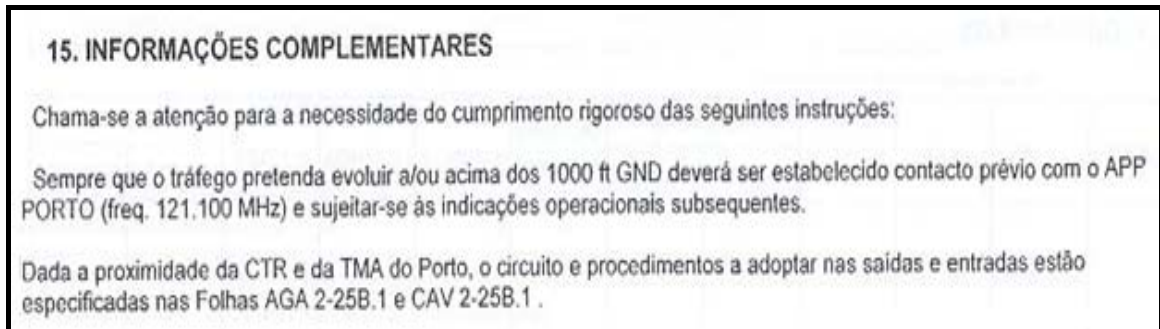 15. INFORMAÇÕES COMPLEMENTARES
Chama-se a atenção para a necessidade do cumprimento rigoroso das seguintes instruções:
Sempre que o tráfego pretenda evoluir a/ou acima dos 1000 ft GND deverá ser estabelecido contacto prévio com o APP
PORTO (freq. 121.100 MHz) e sujeitar-se às indicações operacionais subsequentes.
Dada a proximidade da CTR e da TMA do Porto, o circuito e procedimentos a adoptar nas saídas e entradas estão
especificadas nas Folhas AGA 2-25B.1 e CAV 2-25B.1 .